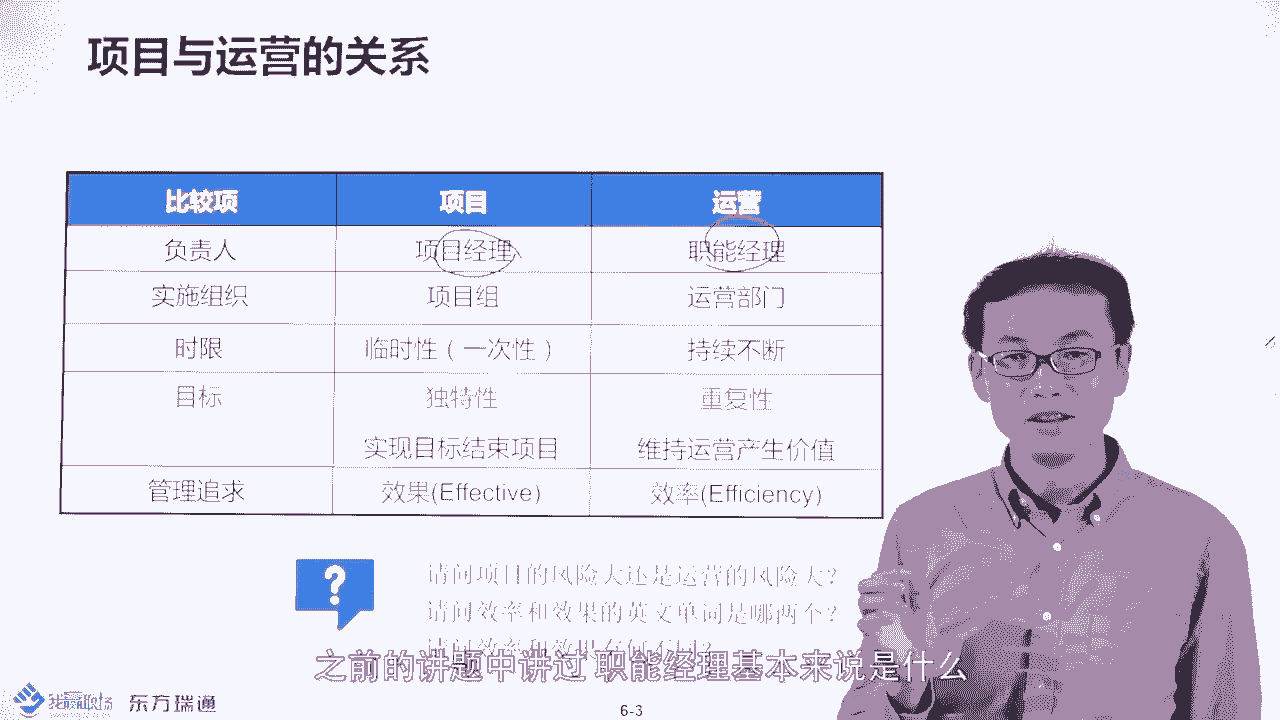 项目与运营的关系
比较项 项目 运营
负责人 项目经理 职能经理
实施组织 项目组 运营部门
时限 临时性（一次性） 持续不断
目标 独特性 重复性
实现目标结束项目 维持运营产生价值
管理追求 效果(Effective) 效率(Efficiency)
?
请问项目的风险大还是运营的风险大?
请问效率和效果的英文单词是哪两个?
请问效率和效果
之前的讲题中讲过 职能经理基本来说是什么
东方瑞通
6-3